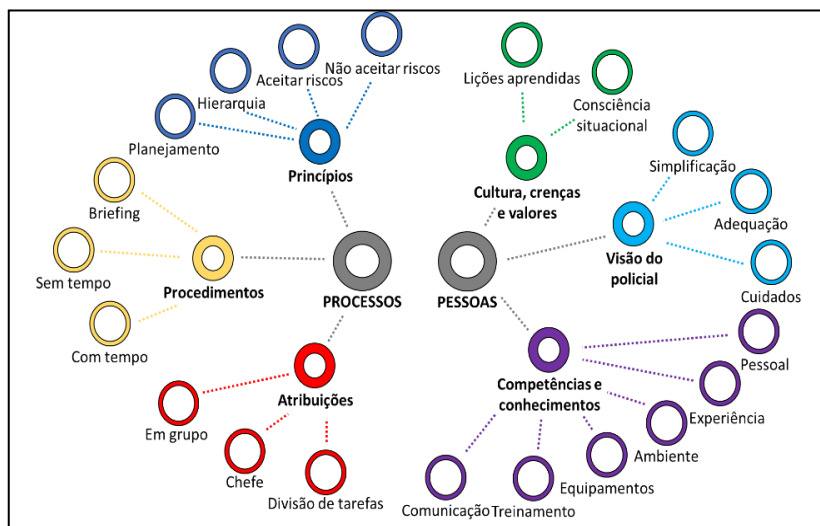 Não aceitar riscos
Aceitar riscos
Hierarquia
Planejamento
Princípios
Briefing
Sem tempo
Com tempo
Procedimentos
PROCESSOS
Atribuições
Em grupo
Chefe
Divisão de tarefas
Lições aprendidas
Consciência
situacional
Cultura, crenças
e valores
Simplificação
Adequação
Cuidados
Visão do
policial
PESSOAS
Competências e
conhecimentos
Pessoal
Experiência
Ambiente
Equipamentos
Treinamento
Comunicação